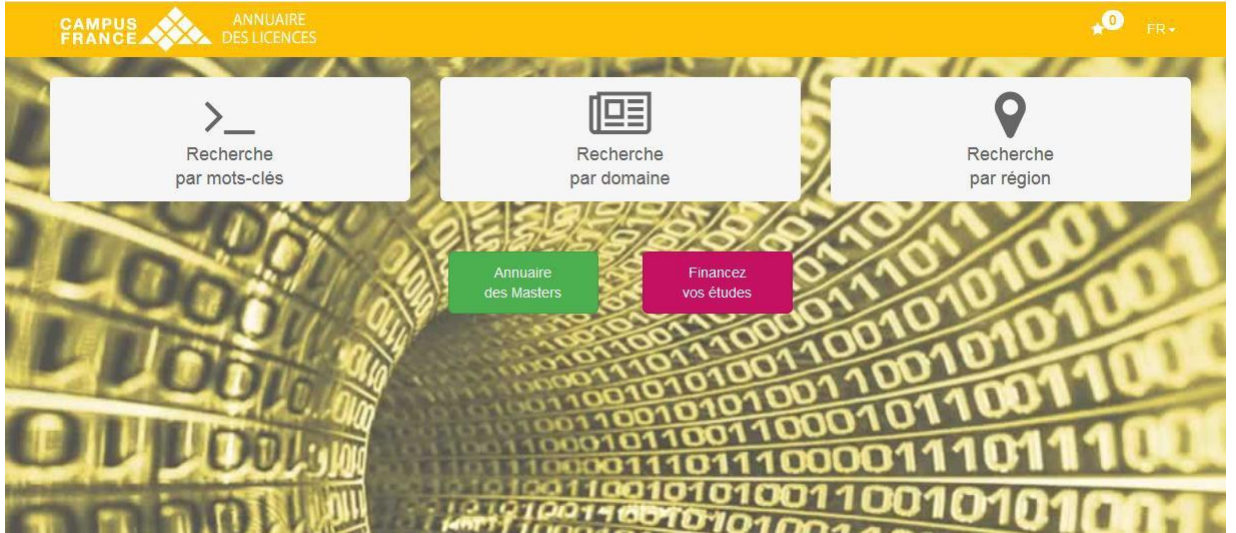 CAMPUS
FRANCE
ANNUAIRE
DES LICENCES
0
FR
>_
Recherche
par mots-clés
Recherche
par domaine
Recherche
par région
Annuaire
des Masters
Financez
vos études